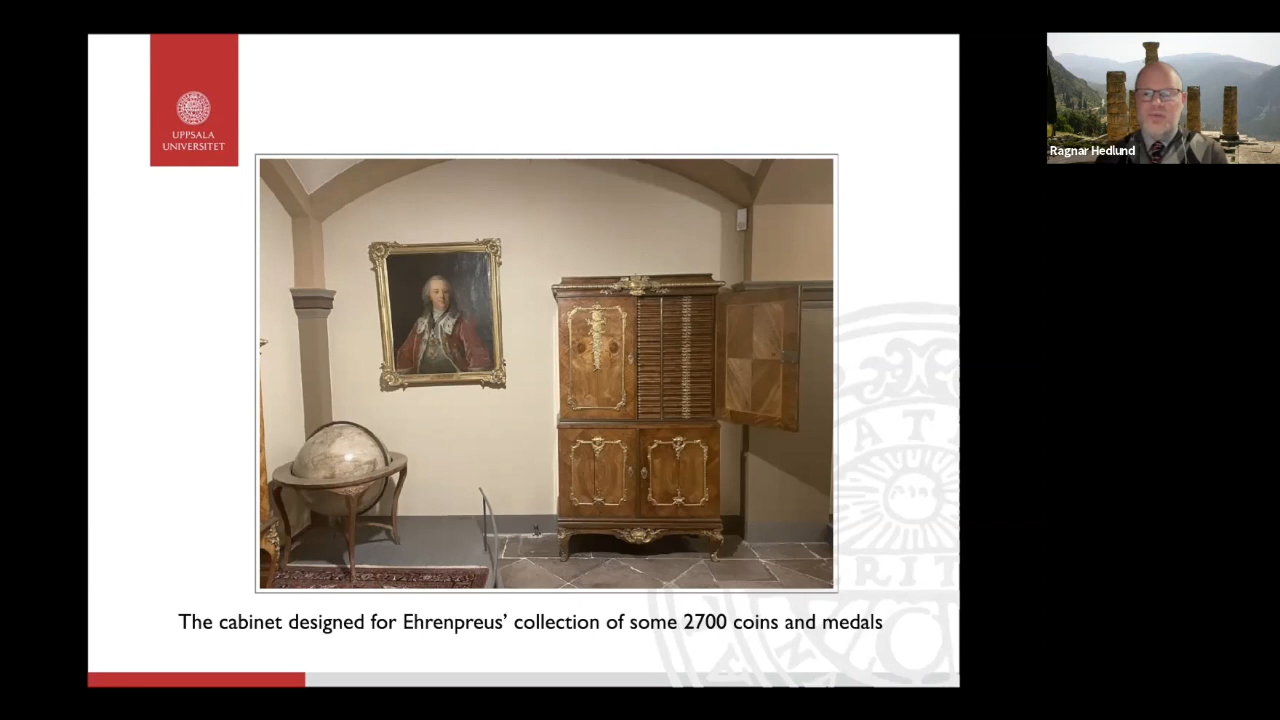 UPPSALA
UNIVERSITET
Ragnar Hedlund
The cabinet designed for Ehrenpreus’ collection of some 2700 coins and medals